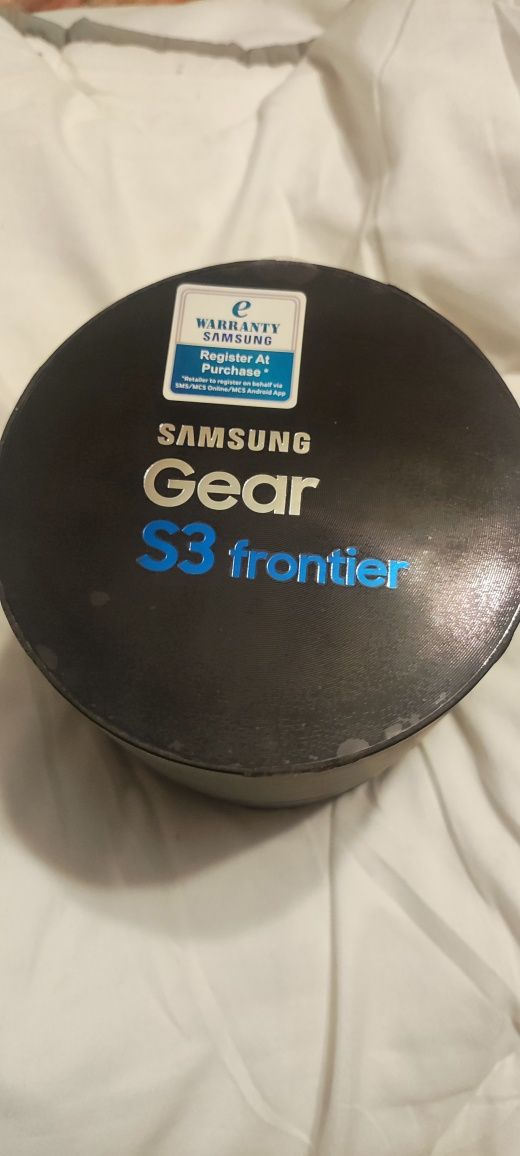 e
WARRANTY
SAMSUNG
Register At
Purchase*
*Retailer to register on behalf via
SMS/MCS Online/MCS Android App
SAMSUNG
Gear
S3 frontier